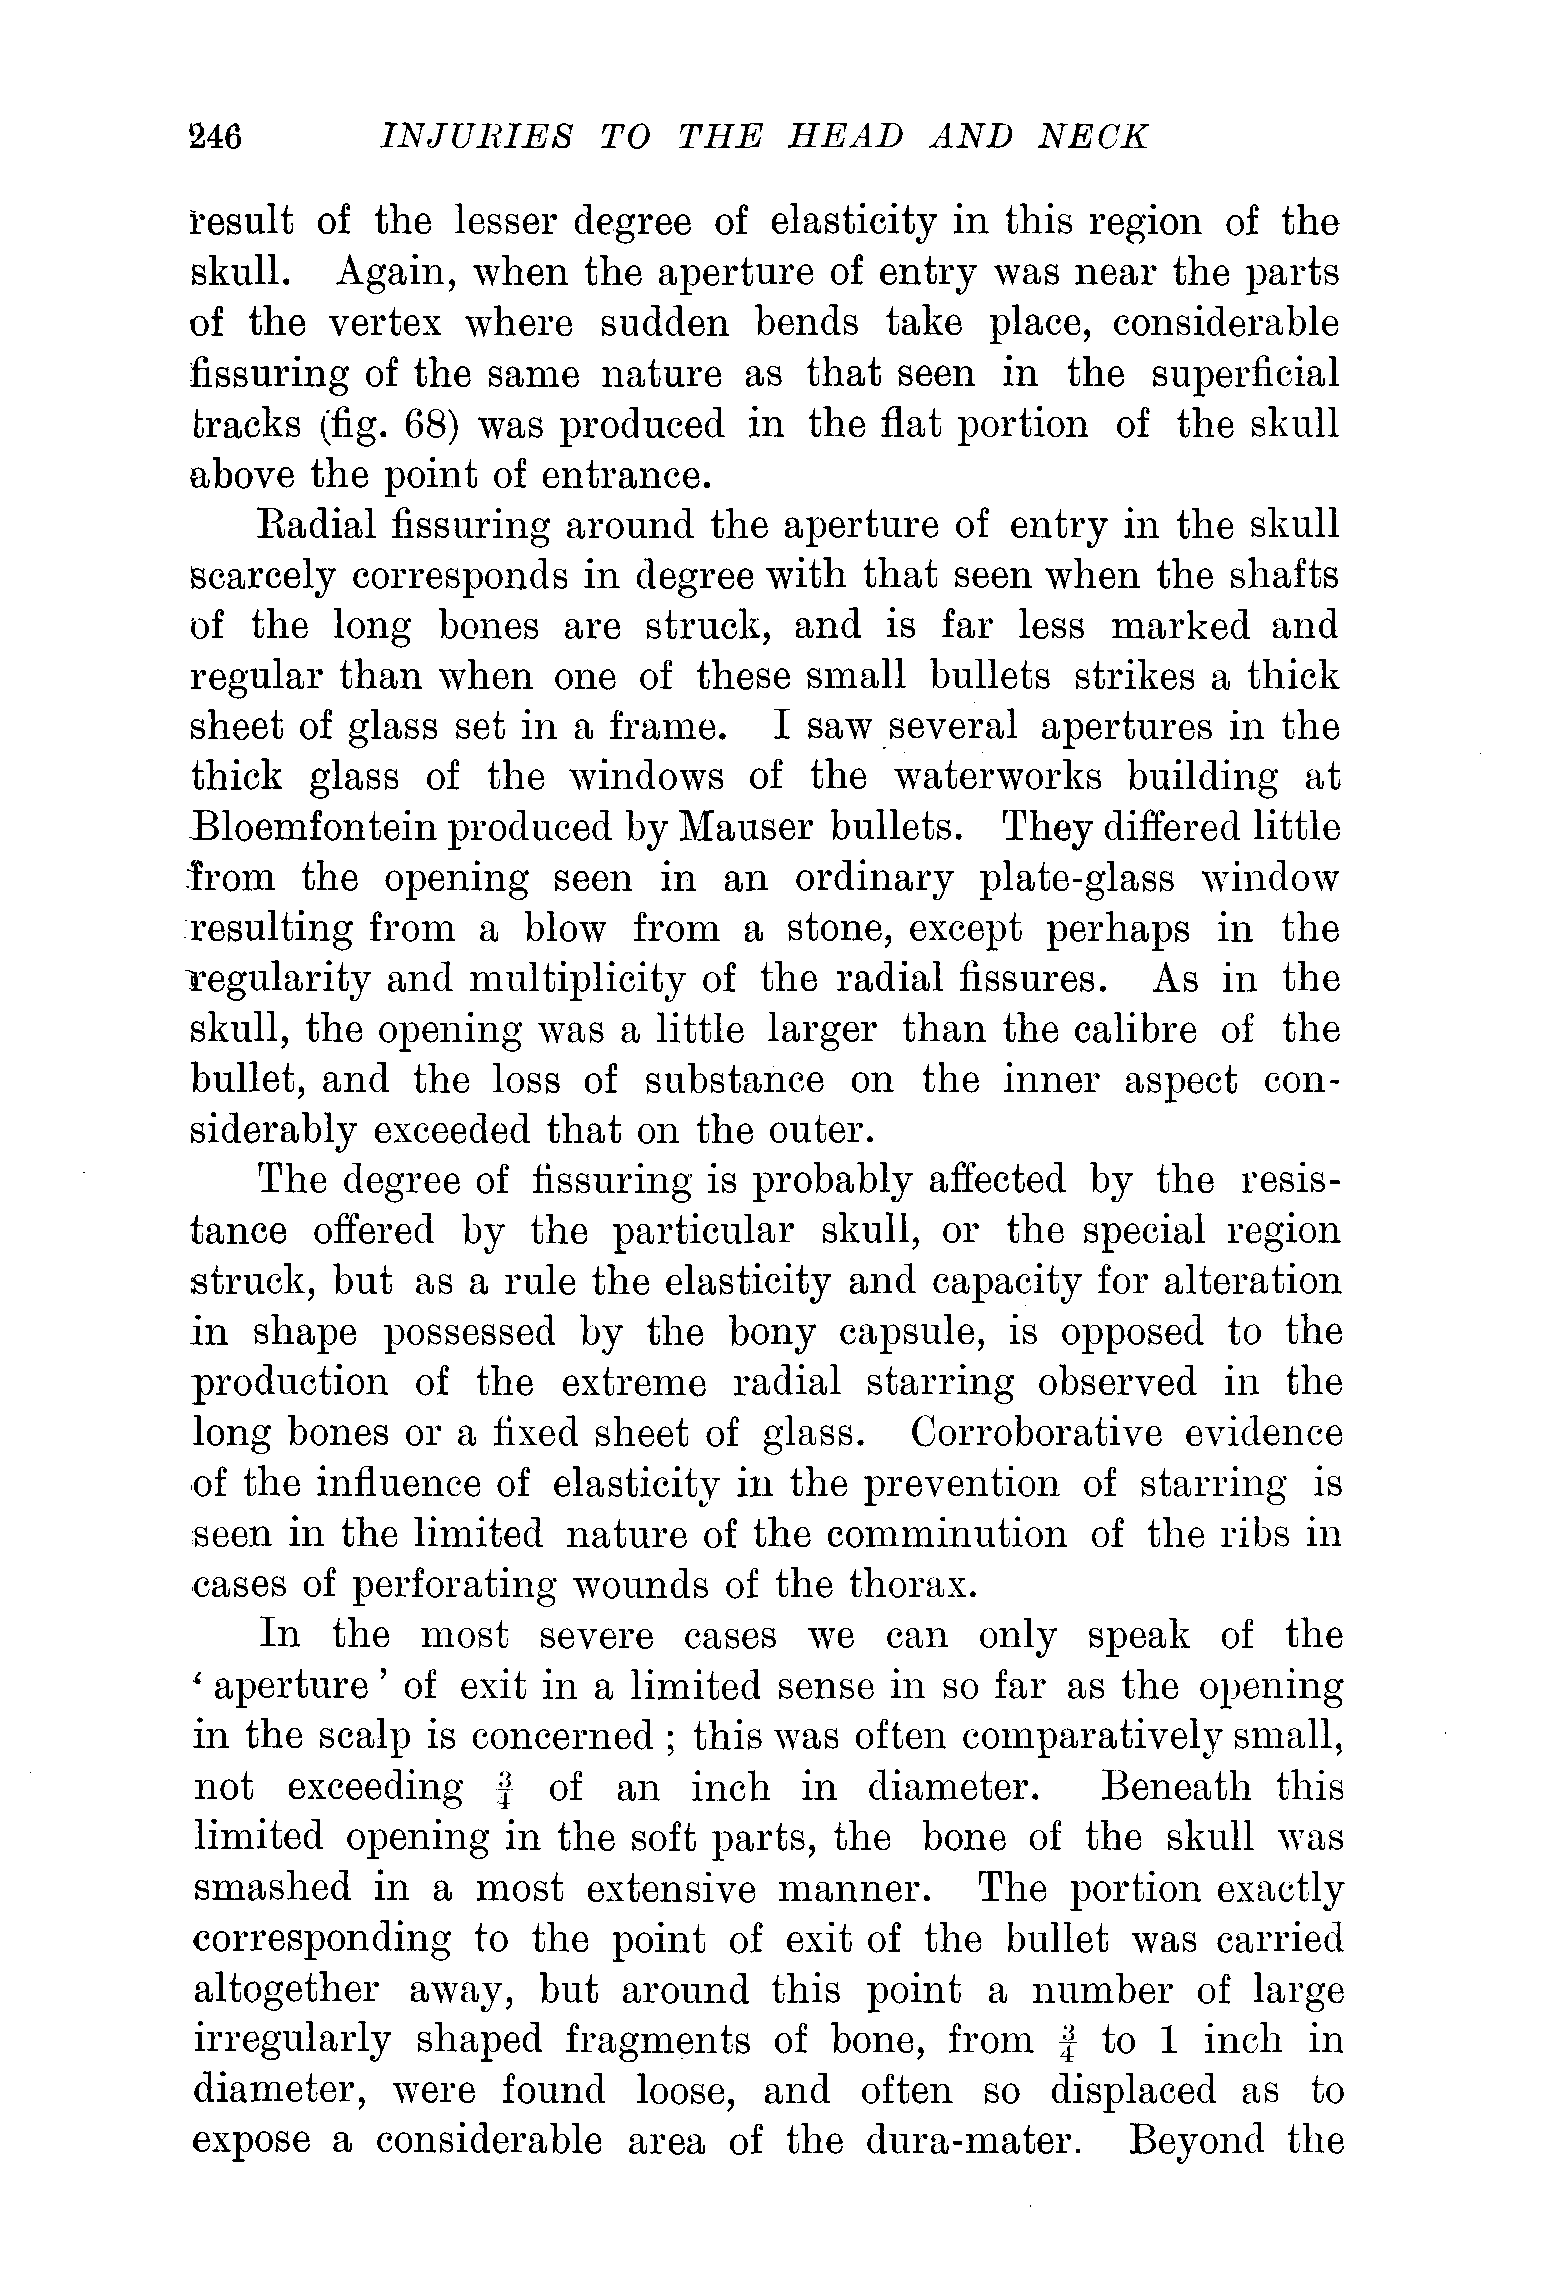 246 INJURIES TO THE HEAD AND NECK
result of the lesser degree of elasticity in this region of the
skull. Again, when the aperture of entry was near the parts
of the vertex where sudden bends take place, considerable
fissuring of the same nature as that seen in the superficial
tracks (fig. 68) was produced in the flat portion of the skull
above the point of entrance.
Radial fissuring around the aperture of entry in the skull
scarcely corresponds in degree with that seen when the shafts
of the long bones are struck, and is far less marked and
regular than when one of these small bullets strikes a thick
sheet of glass set in a frame. I saw several apertures in the
thick glass of the windows of the waterworks building at
Bloemfontein produced by Mauser bullets. They differed little
from the opening seen in an ordinary plate-glass window
resulting from a blow from a stone, except perhaps in the
regularity and multiplicity of the radial fissures. As in the
skull, the opening was a little larger than the calibre of the
bullet, and the loss of substance on the inner aspect con-
siderably exceeded that on the outer.
The degree of fissuring is probably affected by the resis-
tance offered by the particular skull, or the special region
struck, but as a rule the elasticity and capacity for alteration
in shape possessed by the bony capsule, is opposed to the
production of the extreme radial starring observed in the
long bones or a fixed sheet of glass. Corroborative evidence
of the influence of elasticity in the prevention of starring is
seen in the limited nature of the comminution of the ribs in
cases of perforating wounds of the thorax.
In the most severe cases we can only speak of the
‘ aperture ’ of exit in a limited sense in so far as the opening
in the scalp is concerned ; this was often comparatively small,
not exceeding ¾ of an inch in diameter. Beneath this
limited opening in the soft parts, the bone of the skull was
smashed in a most extensive manner. The portion exactly
corresponding to the point of exit of the bullet was carried
altogether away, but around this point a number of large
irregularly shaped fragments of bone, from ¾ to 1 inch in
diameter, were found loose, and often so displaced as to
expose a considerable area of the dura-mater. Beyond the